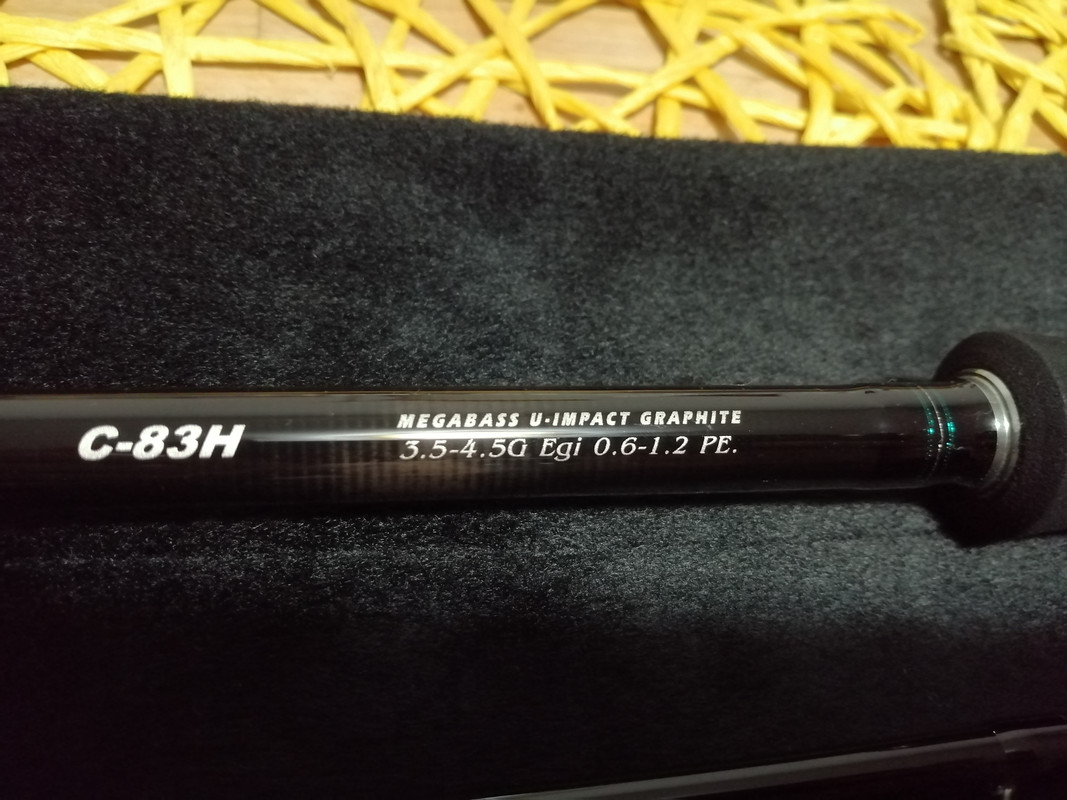 C-83H
MEGABASS U-IMPACT GRAPHITE
3.5-4.5G Egi 0.6-1.2 PE.